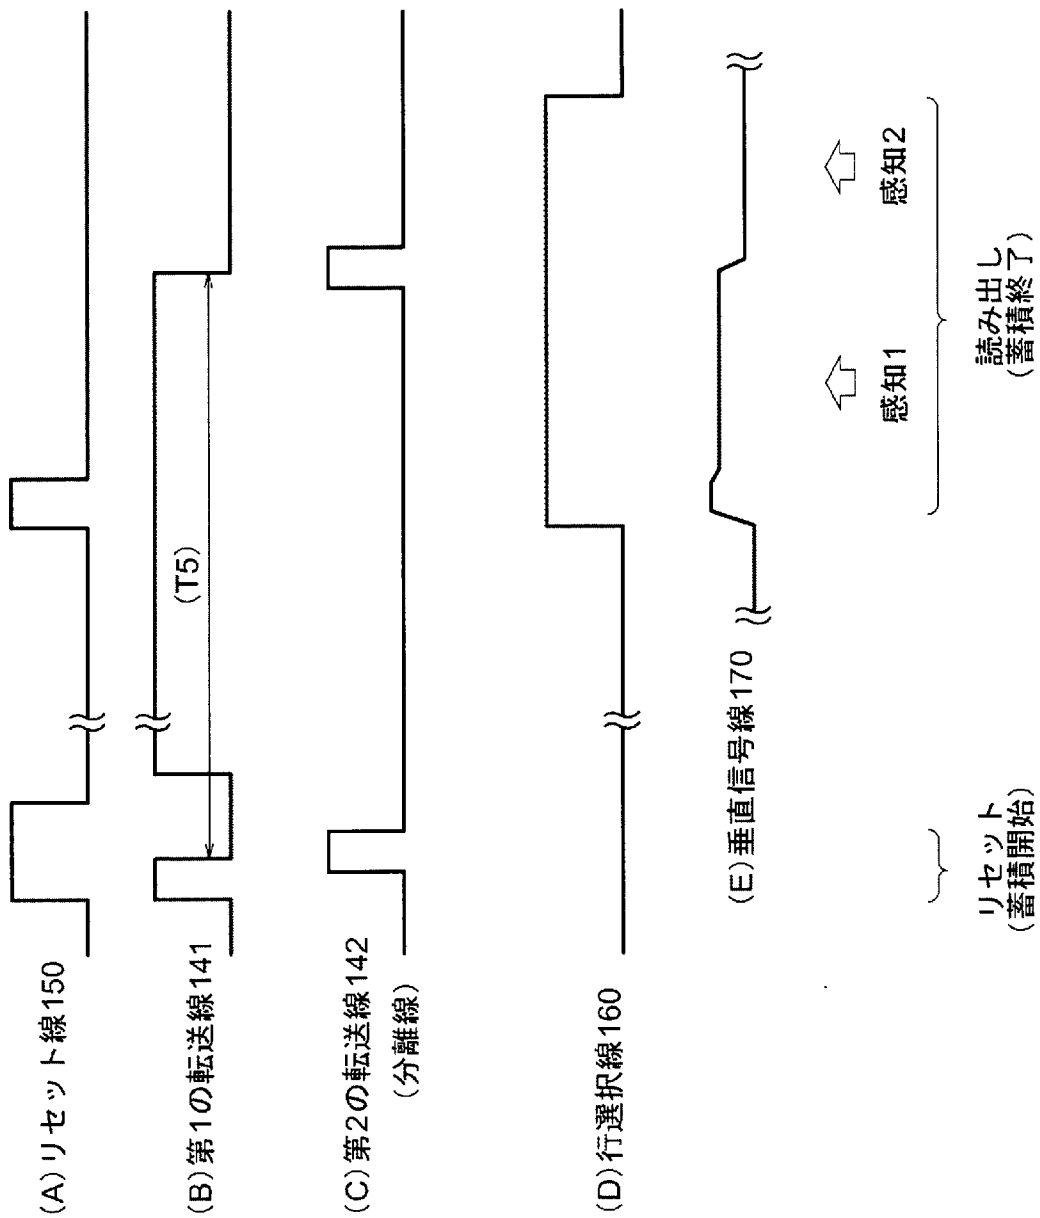 (A)リセット線150
(B)第1の転送線141
(T5)
(C)第2の転送線142
(分離線)
(D)行選択線160
(E)垂直信号線170
感知1
感知2
リセット
(蓄積開始)
読み出し
(蓄積終了)